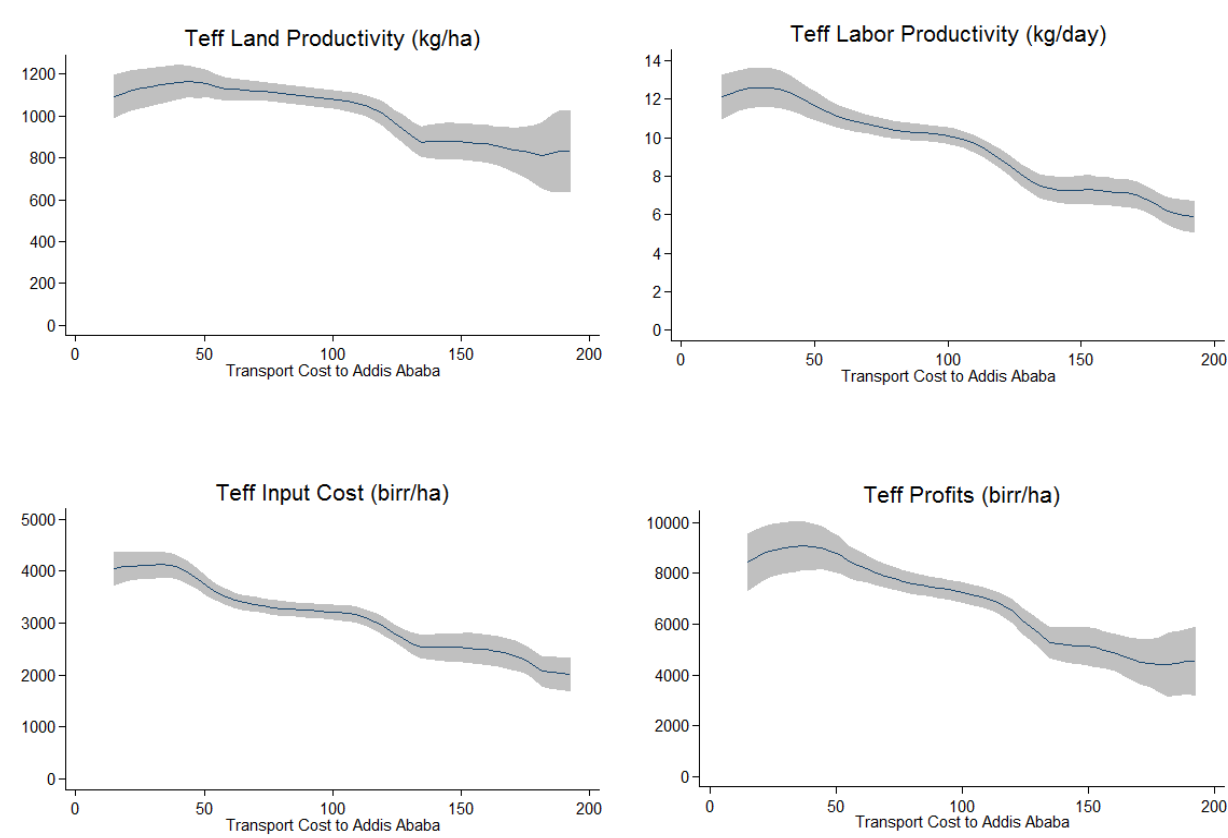 Teff Land Productivity (kg/ha)
1200
1000
800
600
400
200
0
0 50 100 150 200
Transport Cost to Addis Ababa
Teff Labor Productivity (kg/day)
14
12
10
8
6
4
2
0
0 50 100 150 200
Transport Cost to Addis Ababa
Teff Input Cost (birr/ha)
5000
4000
3000
2000
1000
0
0 50 100 150 200
Transport Cost to Addis Ababa
Teff Profits (birr/ha)
10000
8000
6000
4000
2000
0
0 50 100 150 200
Transport Cost to Addis Ababa